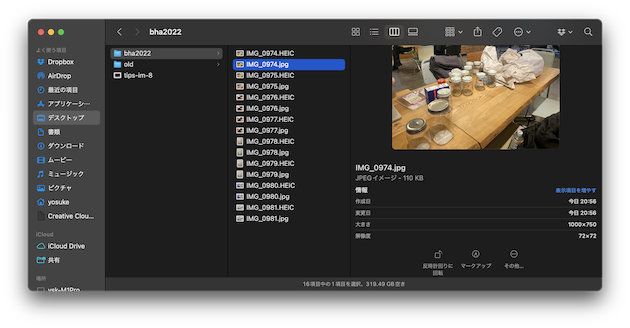 bha2022
よく使う項目
Dropbox
AirDrop
最近の項目
アプリケーシ…
デスクトップ
書類
ダウンロード
ムービー
ミュージック
ピクチャ
yosuke
Creative Clou…
iCloud
iCloud Drive
共有
場所
ysk-M1Pro
bha2022
old
tips-im-8
IMG_0974.HEIC
IMG_0974.jpg
IMG_0975.HEIC
IMG_0975.jpg
IMG_0976.HEIC
IMG_0976.jpg
IMG_0977.HEIC
IMG_0977.jpg
IMG_0978.HEIC
IMG_0978.jpg
IMG_0979.HEIC
IMG_0979.jpg
IMG_0980.HEIC
IMG_0980.jpg
IMG_0981.HEIC
IMG_0981.jpg
IMG_0974.jpg
JPEGイメージ - 110 KB
情報 表示項目を増やす
作成日 今日 20:56
変更日 今日 20:56
大きさ 1000×750
解像度 72×72
反時計回りに
回転
マークアップ
その他...
16項目中の1項目を選択、319.49 GB空き